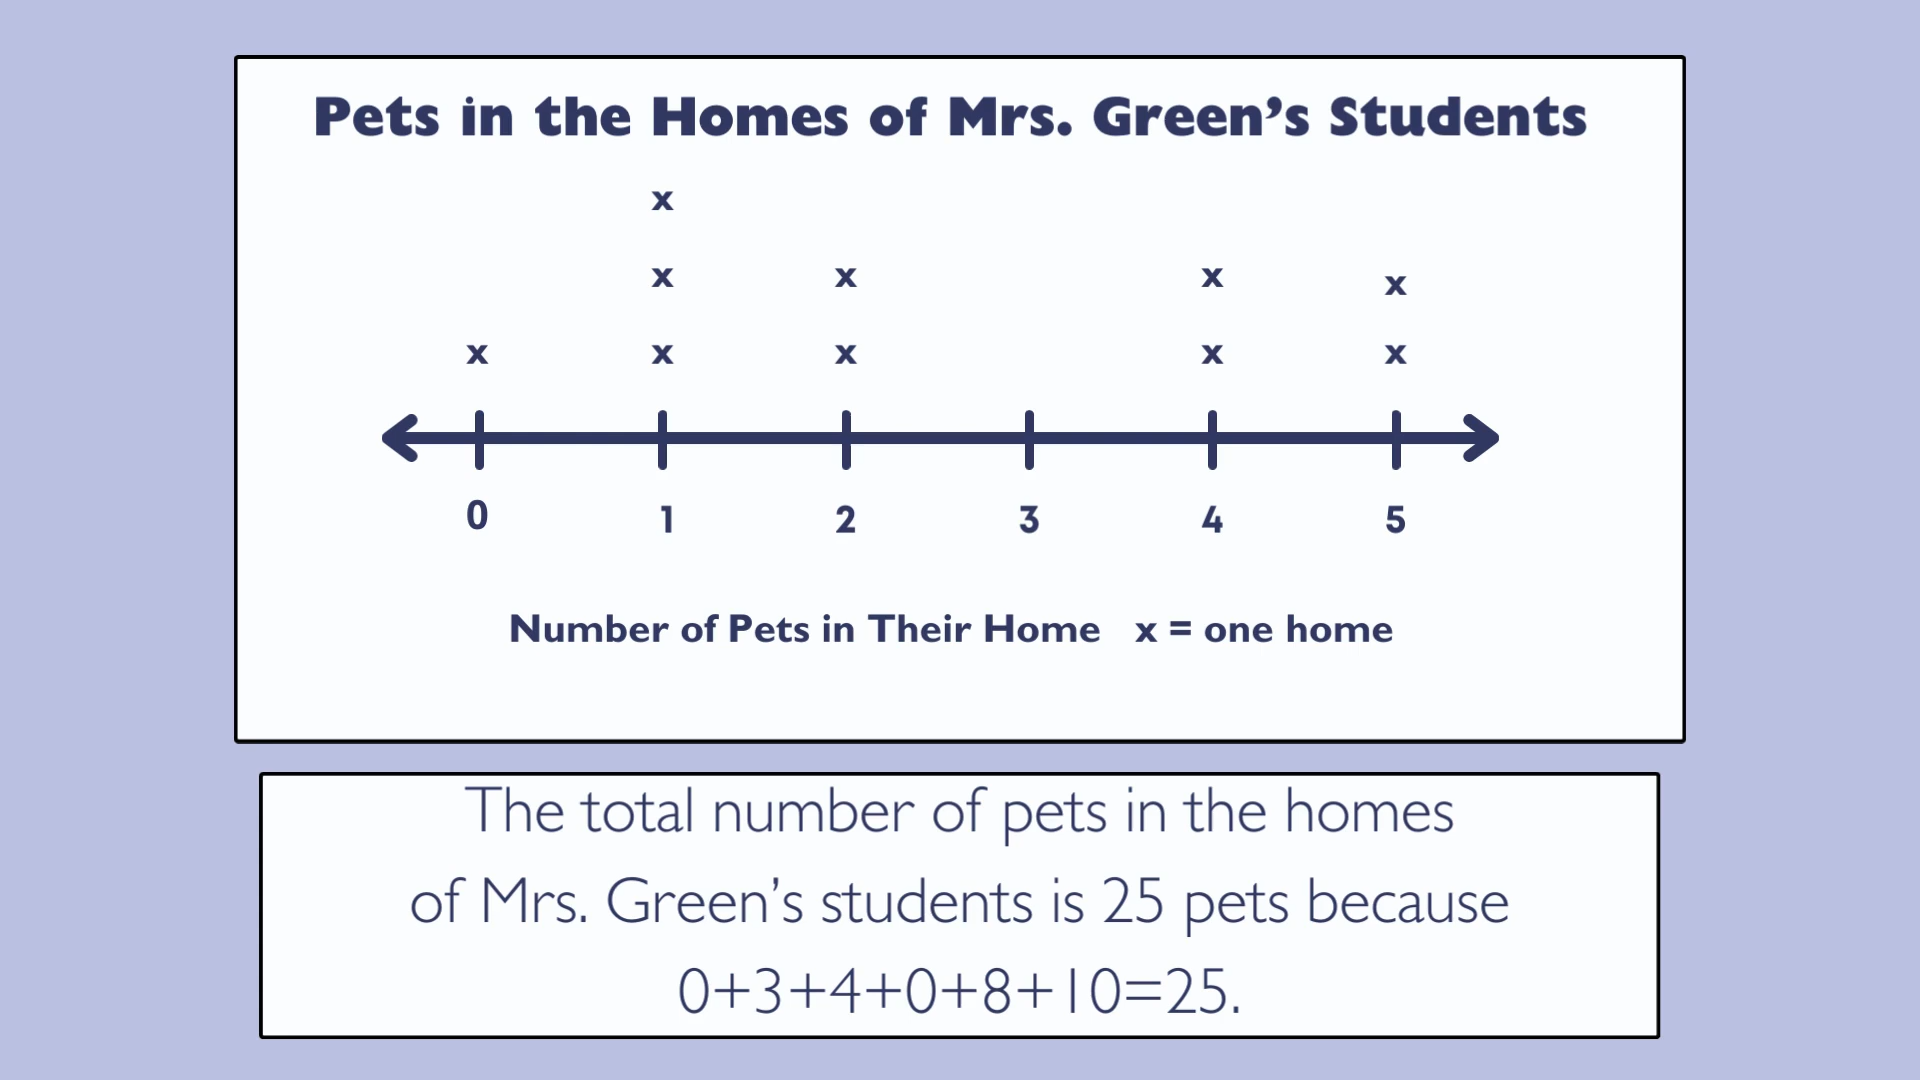 Pets in the Homes of Mrs. Green’s Students
x
x x x x
x x x x x
0 1 2 3 4 5
Number of Pets in Their Home x = one home
The total number of pets in the homes
of Mrs. Green’s students is 25 pets because
0+3+4+0+8+10=25.